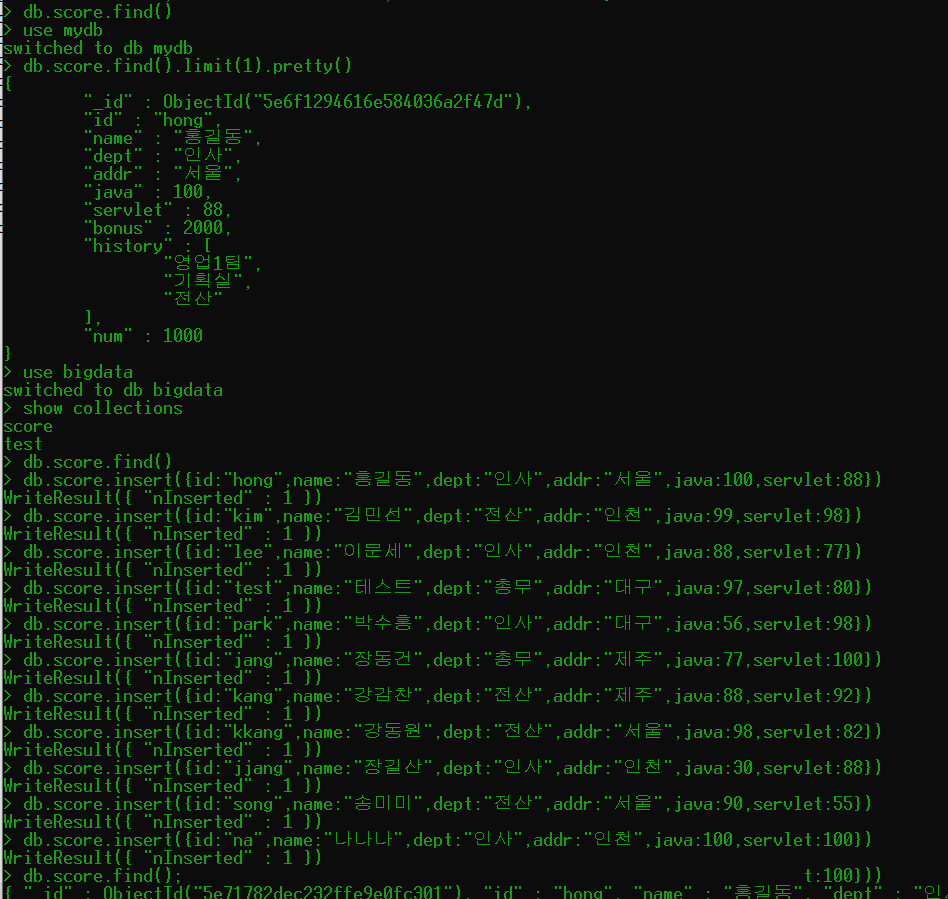 > db.score.find()
> use mydb
switched to db mydb
> db.score.find().limit(1).pretty()
{
"_id" : ObjectId("5e6f1294616e584036a2f47d"),
"id" : "hong",
"name" : "홍길동",
"dept" : "인사",
"addr" : "서울",
"java" : 100,
"servlet" : 88,
"bonus" : 2000,
"history" : [
"영업1팀",
"기획실",
"전산"
],
"num" : 1000
}
> use bigdata
switched to db bigdata
> show collections
score
test
> db.score.find()
> db.score.insert({id:"hong",name:"홍길동",dept:"인사",addr:"서울",java:100,servlet:88})
WriteResult({ "nInserted" : 1 })
> db.score.insert({id:"kim",name:"김민선",dept:"전산",addr:"인천",java:99,servlet:98})
WriteResult({ "nInserted" : 1 })
> db.score.insert({id:"lee",name:"이문세",dept:"인사",addr:"인천",java:88,servlet:77})
WriteResult({ "nInserted" : 1 })
> db.score.insert({id:"test",name:"테스트",dept:"총무",addr:"대구",java:97,servlet:80})
WriteResult({ "nInserted" : 1 })
> db.score.insert({id:"park",name:"박수홍",dept:"인사",addr:"대구",java:56,servlet:98})
WriteResult({ "nInserted" : 1 })
> db.score.insert({id:"jang",name:"장동건",dept:"총무",addr:"제주",java:77,servlet:100})
WriteResult({ "nInserted" : 1 })
> db.score.insert({id:"kang",name:"강감찬",dept:"전산",addr:"제주",java:88,servlet:92})
WriteResult({ "nInserted" : 1 })
> db.score.insert({id:"kkang",name:"강동원",dept:"전산",addr:"서울",java:98,servlet:82})
WriteResult({ "nInserted" : 1 })
> db.score.insert({id:"jjang",name:"장길산",dept:"인사",addr:"인천",java:30,servlet:88})
WriteResult({ "nInserted" : 1 })
> db.score.insert({id:"song",name:"송미미",dept:"전산",addr:"서울",java:90,servlet:55})
WriteResult({ "nInserted" : 1 })
> db.score.insert({id:"na",name:"나나나",dept:"인사",addr:"인천",java:100,servlet:100})
WriteResult({ "nInserted" : 1 })
> db.score.find(); t:100}))
{ "_id" : ObjectId("5e71782dec232ffe9e0fc301"), "id" : "hong", "name" : "홍길동", "dept" : "인